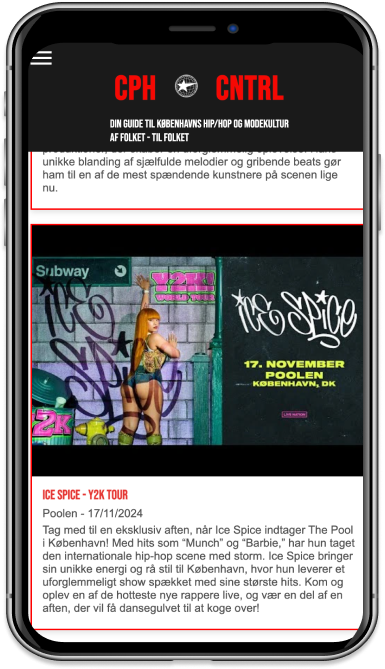 CPH CNTRL
DIN GUIDE TIL KØBENHAVNS HIP/HOP OG MODEKULTUR
AF FOLKET - TIL FOLKET
unikke blanding af sjælfulde melodier og gribende beats gør
ham til en af de mest spændende kunstnere på scenen lige
nu.
Subway
Y2K!
WORLD TOUR
ICE SPICE
Y2K
ICE SPICE
17. NOVEMBER
POOLEN
KØBENHAVN, DK
LIVE NATION
ICE SPICE - Y2K TOUR
Poolen - 17/11/2024
Tag med til en eksklusiv aften, når Ice Spice indtager The Pool
i København! Med hits som “Munch” og “Barbie,” har hun taget
den internationale hip-hop scene med storm. Ice Spice bringer
sin unikke energi og rå stil til København, hvor hun leverer et
uforglemmeligt show spækket med sine største hits. Kom og
oplev en af de hotteste nye rappere live, og vær en del af en
aften, der vil få dansegulvet til at koge over!